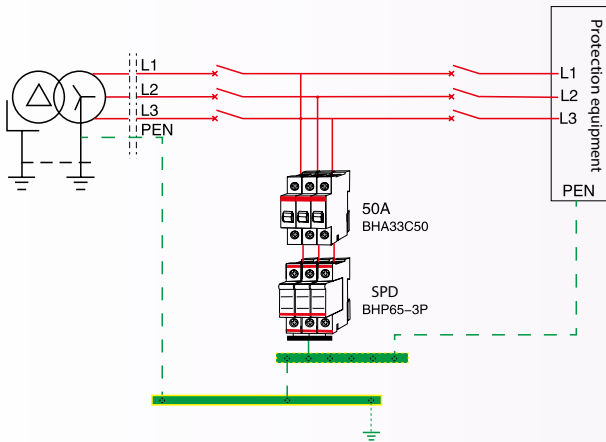 L1
L2
L3
PEN
L1
L2
L3
PEN
Protection equipment
50A
BHA33C50
SPD
BHP65-3P